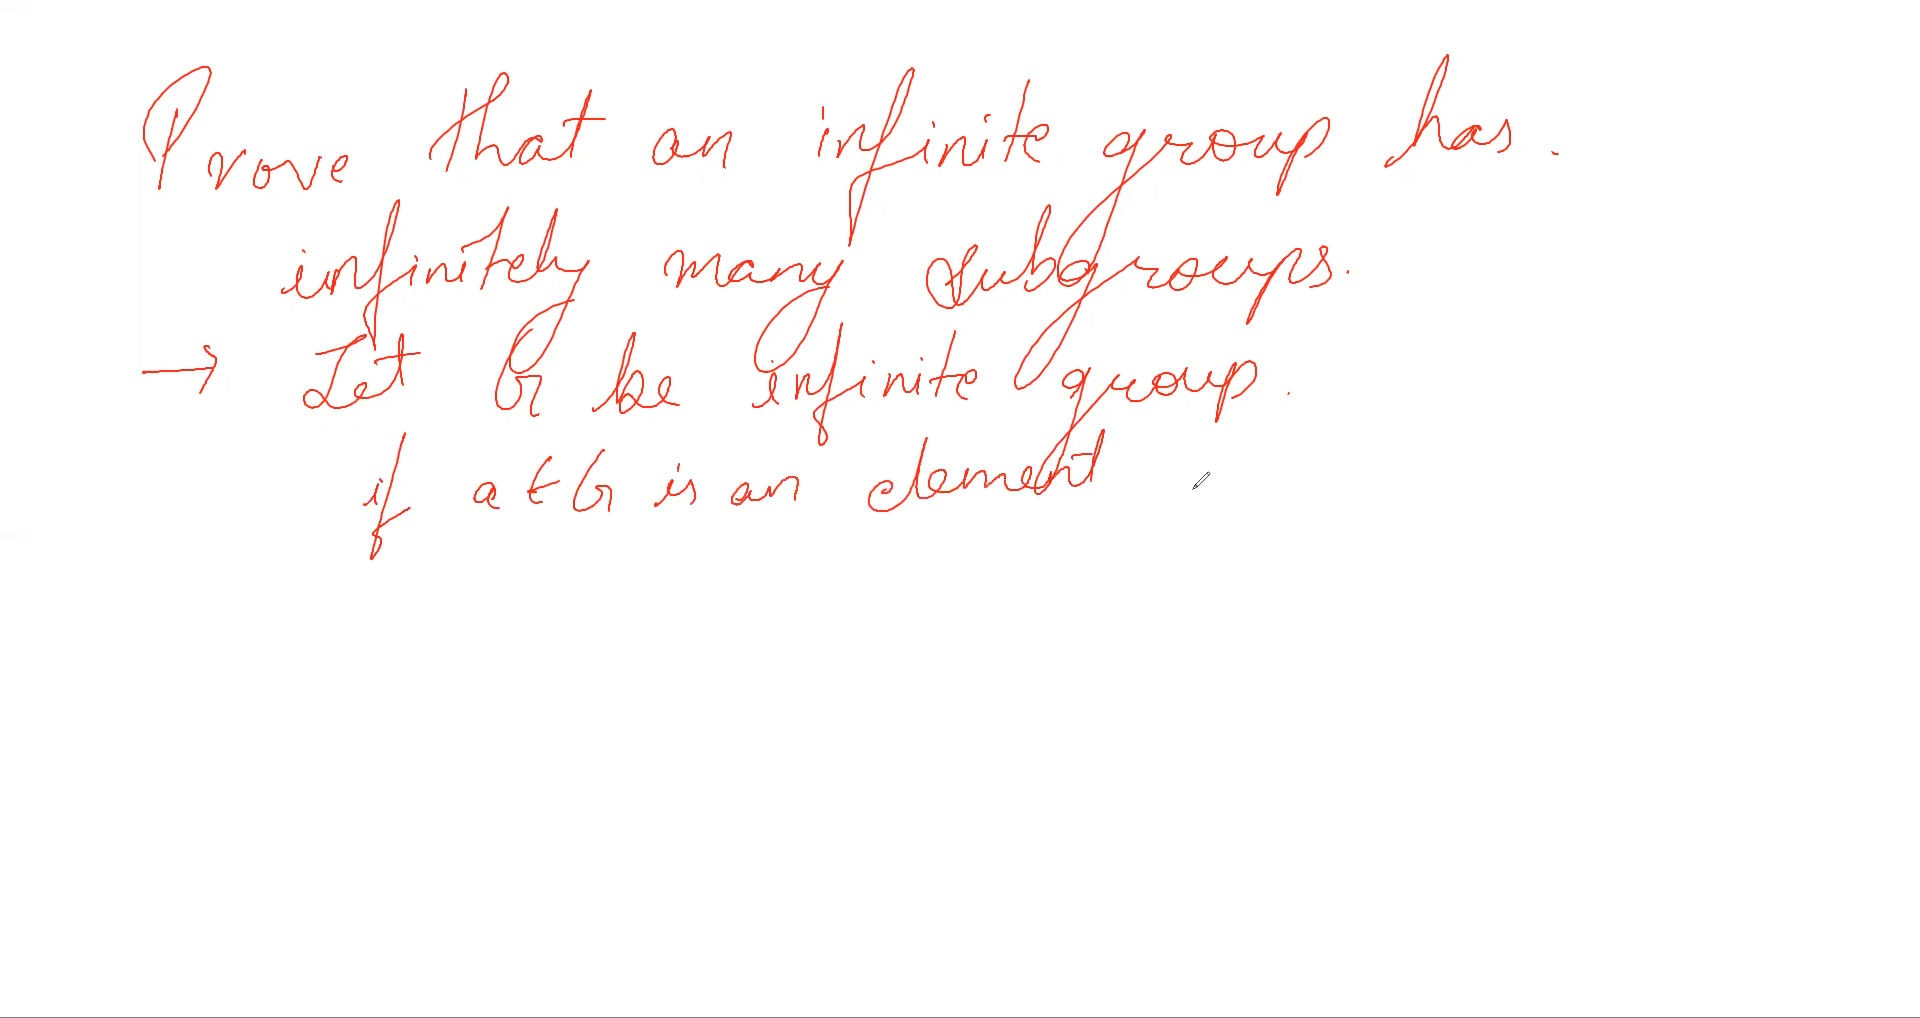 Prove that an infinite group has.
infinitely many subgroups.
→ Let G be infinite group.
if a ∈ G is an element